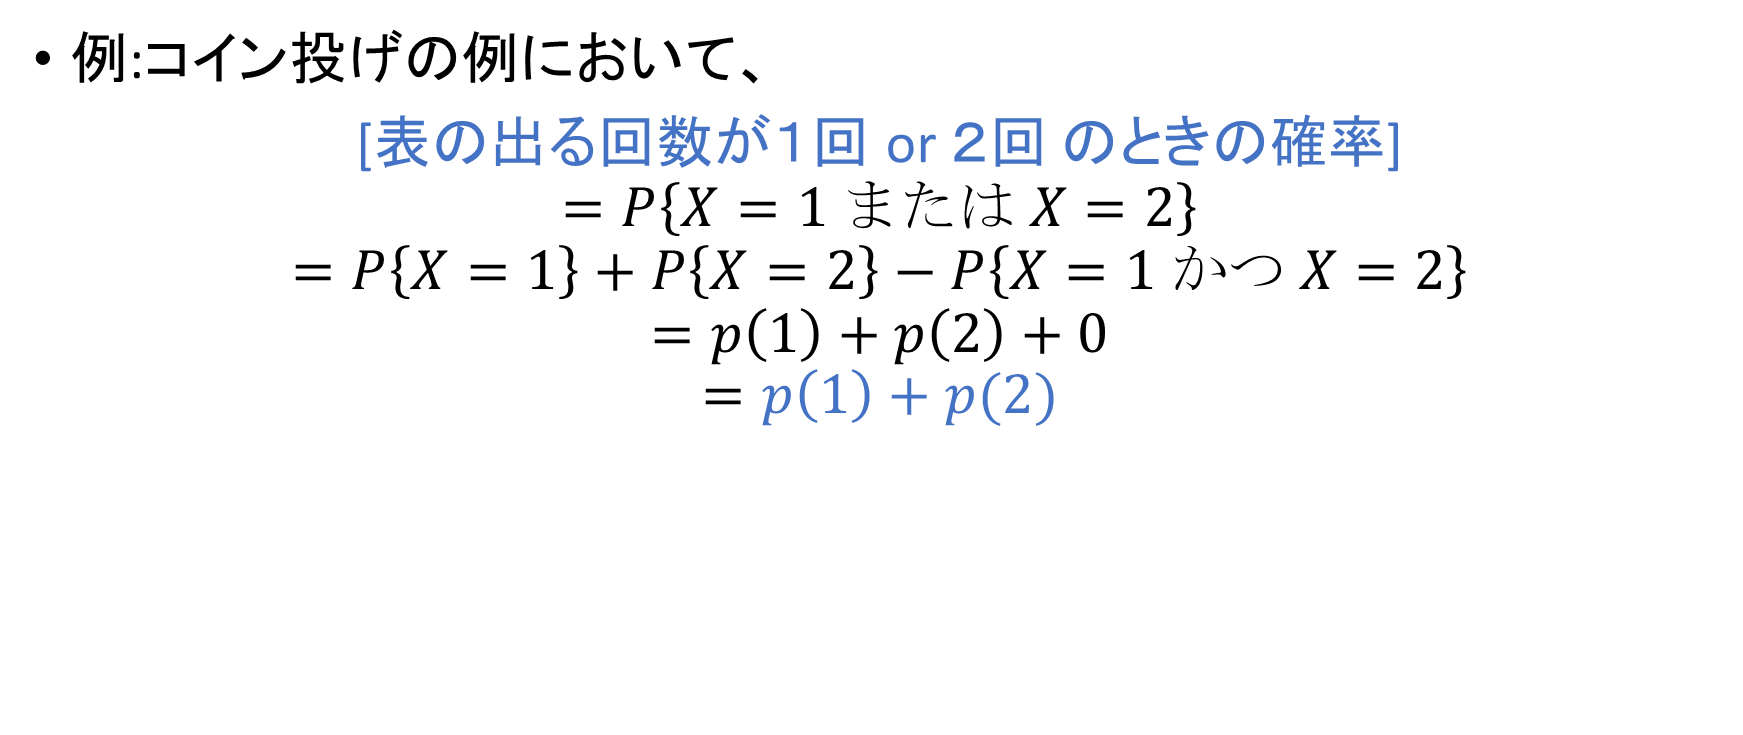 • 例:コイン投げの例において、
[表の出る回数が１回 or ２回 のときの確率]
= P{X = 1 または X = 2}
= P{X = 1} + P{X = 2} − P{X = 1 かつ X = 2}
= p(1) + p(2) + 0
= p(1) + p(2)